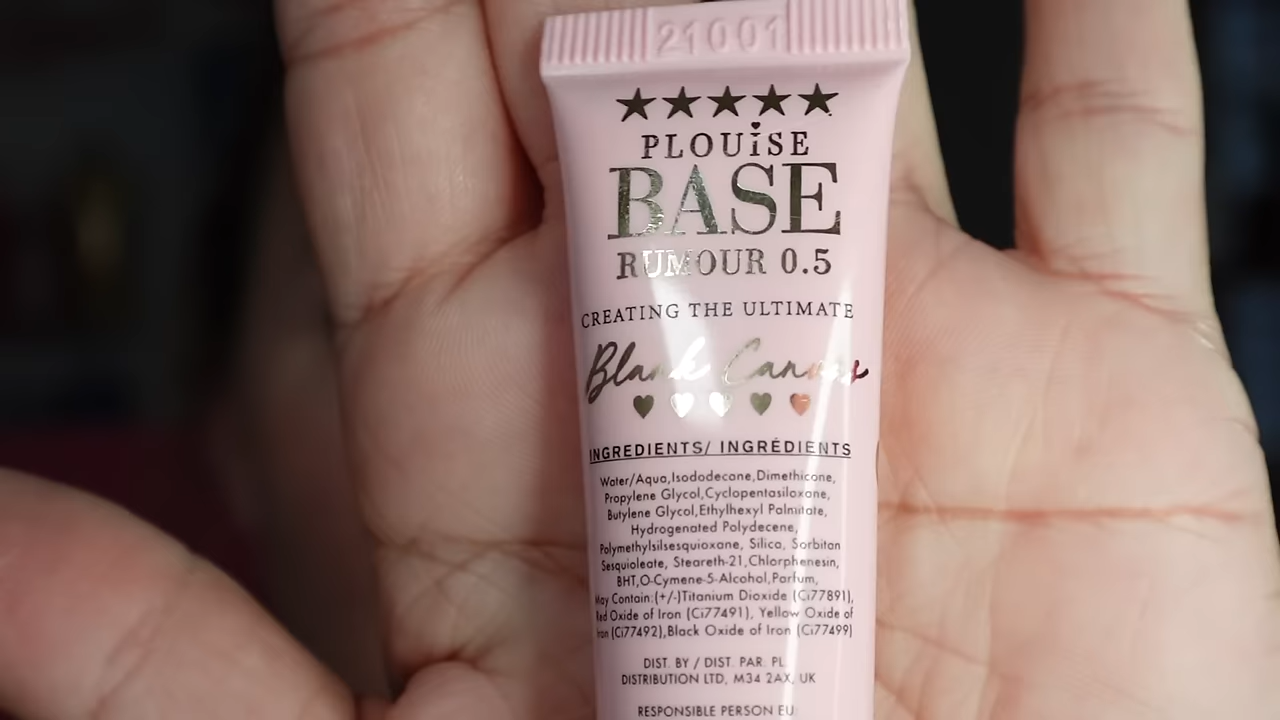 21001
PLOUiSE
BASE
RUMOUR 0.5
CREATING THE ULTIMATE
Blank Canvas
INGREDIENTS/ INGRÉDIENTS
Water/Aqua,Isododecane,Dimethicone,
Propylene Glycol,Cyclopentasiloxane,
Butylene Glycol,Ethylhexyl Palmitate,
Hydrogenated Polydecene,
Polymethylsilsesquioxane, Silica, Sorbitan
Sesquioleate, Steareth-21,Chlorphenesin,
BHT,O-Cymene-5-Alcohol,Parfum,
May Contain:(+/-)Titanium Dioxide (Ci77891),
Red Oxide of Iron (Ci77491), Yellow Oxide of
Iron (Ci77492),Black Oxide of Iron (Ci77499)
DIST. BY / DIST. PAR. PL
DISTRIBUTION LTD, M34 2AX, UK
RESPONSIBLE PERSON EU